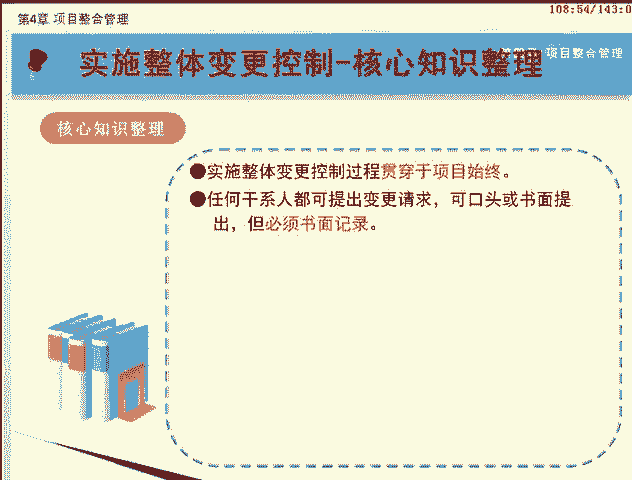 108:54/143:0
第4章 项目整合管理
项目整合管理
实施整体变更控制-核心知识整理
核心知识整理
●实施整体变更控制过程贯穿于项目始终。
●任何干系人都可提出变更请求，可口头或书面提
出，但必须书面记录。